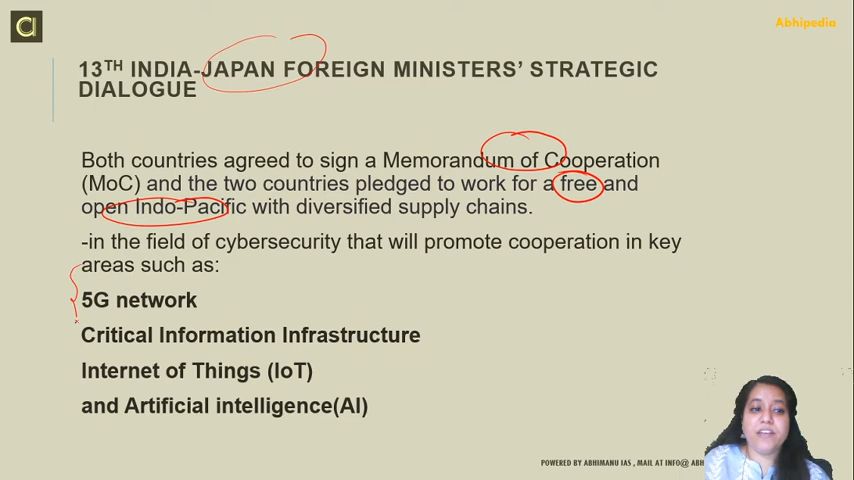 Abhipedia
13TH INDIA-JAPAN FOREIGN MINISTERS' STRATEGIC
DIALOGUE
Both countries agreed to sign a Memorandum of Cooperation
(MoC) and the two countries pledged to work for a free and
open Indo-Pacific with diversified supply chains.
-in the field of cybersecurity that will promote cooperation in key
areas such as:
5G network
Critical Information Infrastructure
Internet of Things (IoT)
and Artificial intelligence(AI)
POWERED BY ABHIMANU IAS , MAIL AT INFO@ ABH